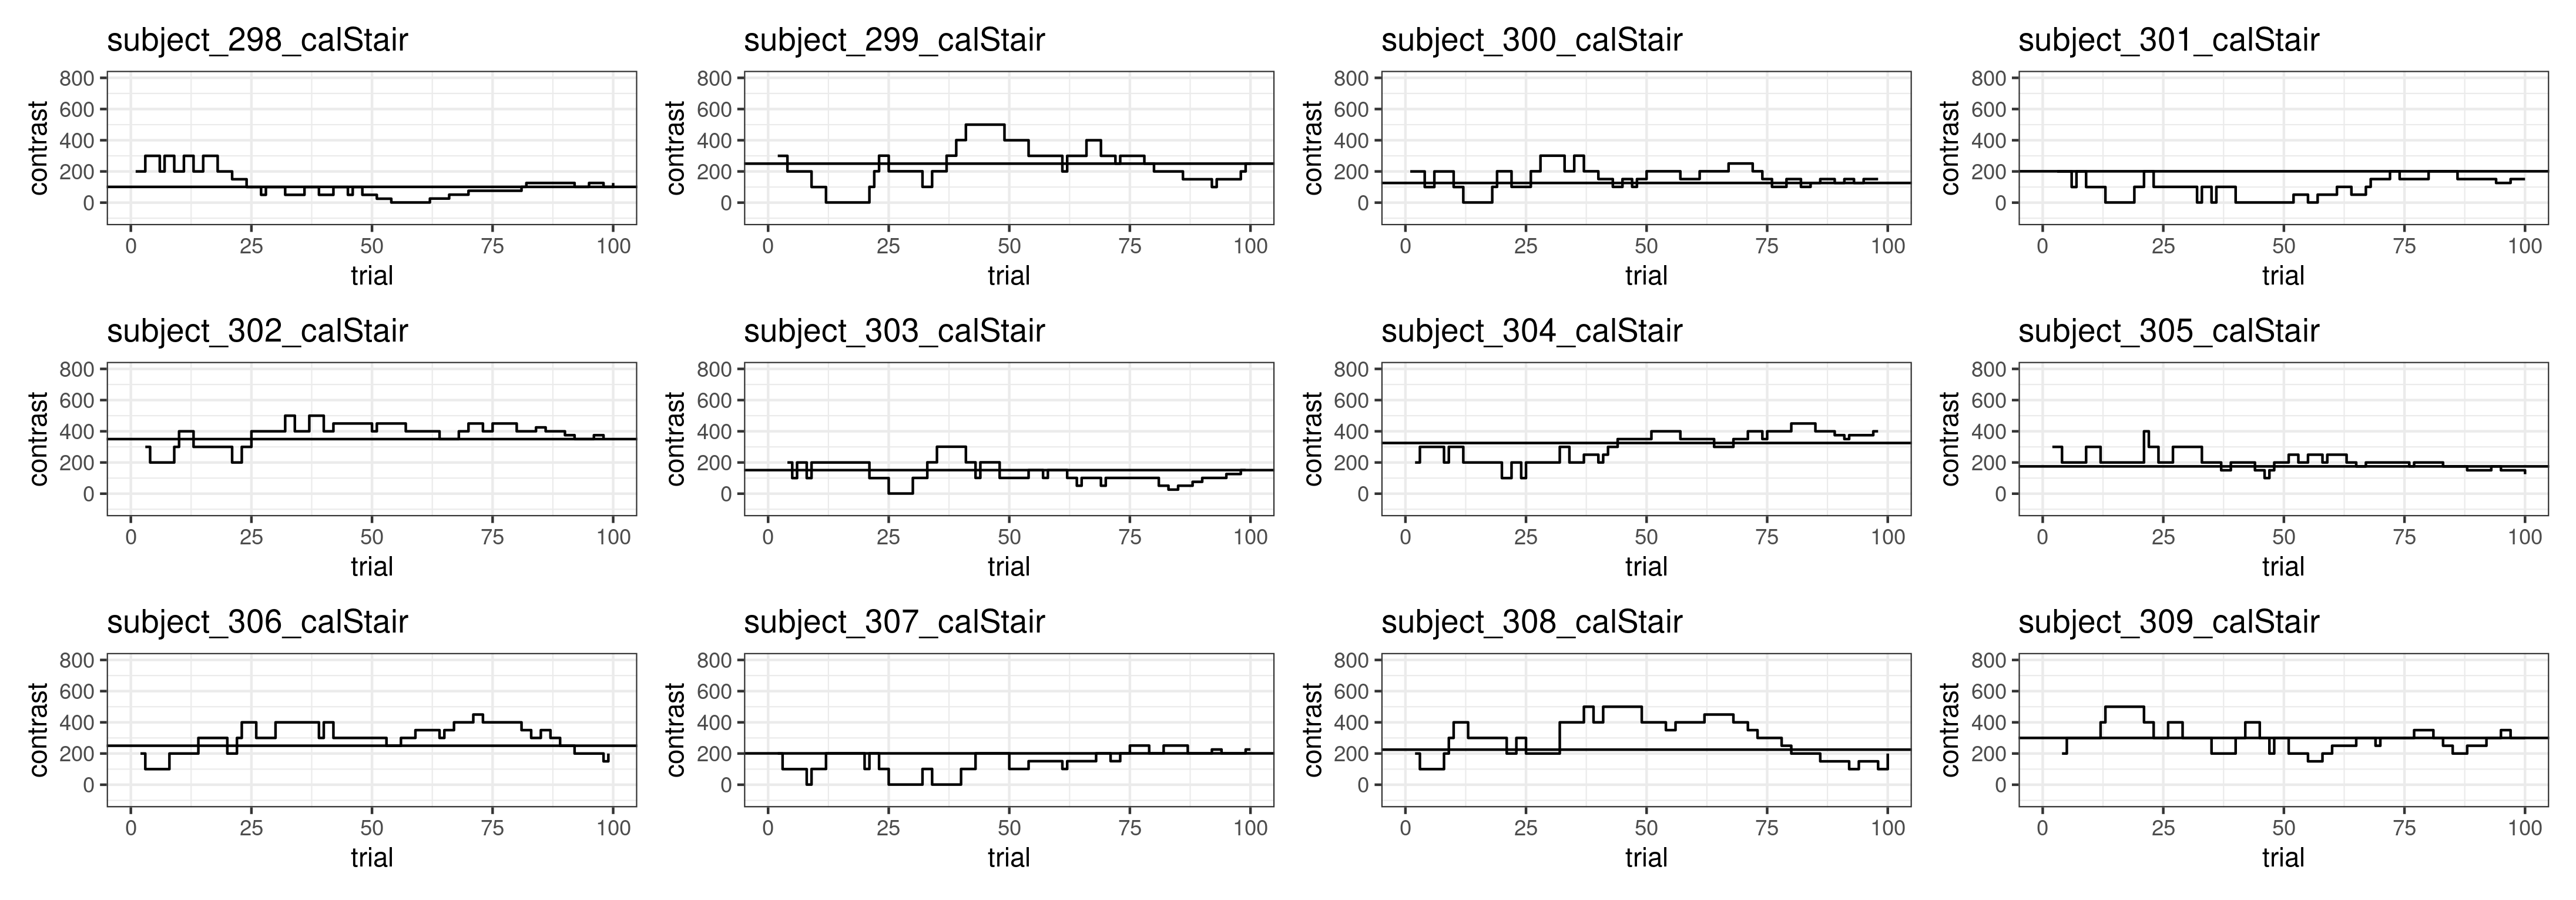 subject_298_calStair
800
600
400
200
0
contrast
0 25 50 75 100
trial
subject_299_calStair
800
600
400
200
0
contrast
0 25 50 75 100
trial
subject_300_calStair
800
600
400
200
0
contrast
0 25 50 75 100
trial
subject_301_calStair
800
600
400
200
0
contrast
0 25 50 75 100
trial
subject_302_calStair
800
600
400
200
0
contrast
0 25 50 75 100
trial
subject_303_calStair
800
600
400
200
0
contrast
0 25 50 75 100
trial
subject_304_calStair
800
600
400
200
0
contrast
0 25 50 75 100
trial
subject_305_calStair
800
600
400
200
0
contrast
0 25 50 75 100
trial
subject_306_calStair
800
600
400
200
0
contrast
0 25 50 75 100
trial
subject_307_calStair
800
600
400
200
0
contrast
0 25 50 75 100
trial
subject_308_calStair
800
600
400
200
0
contrast
0 25 50 75 100
trial
subject_309_calStair
800
600
400
200
0
contrast
0 25 50 75 100
trial